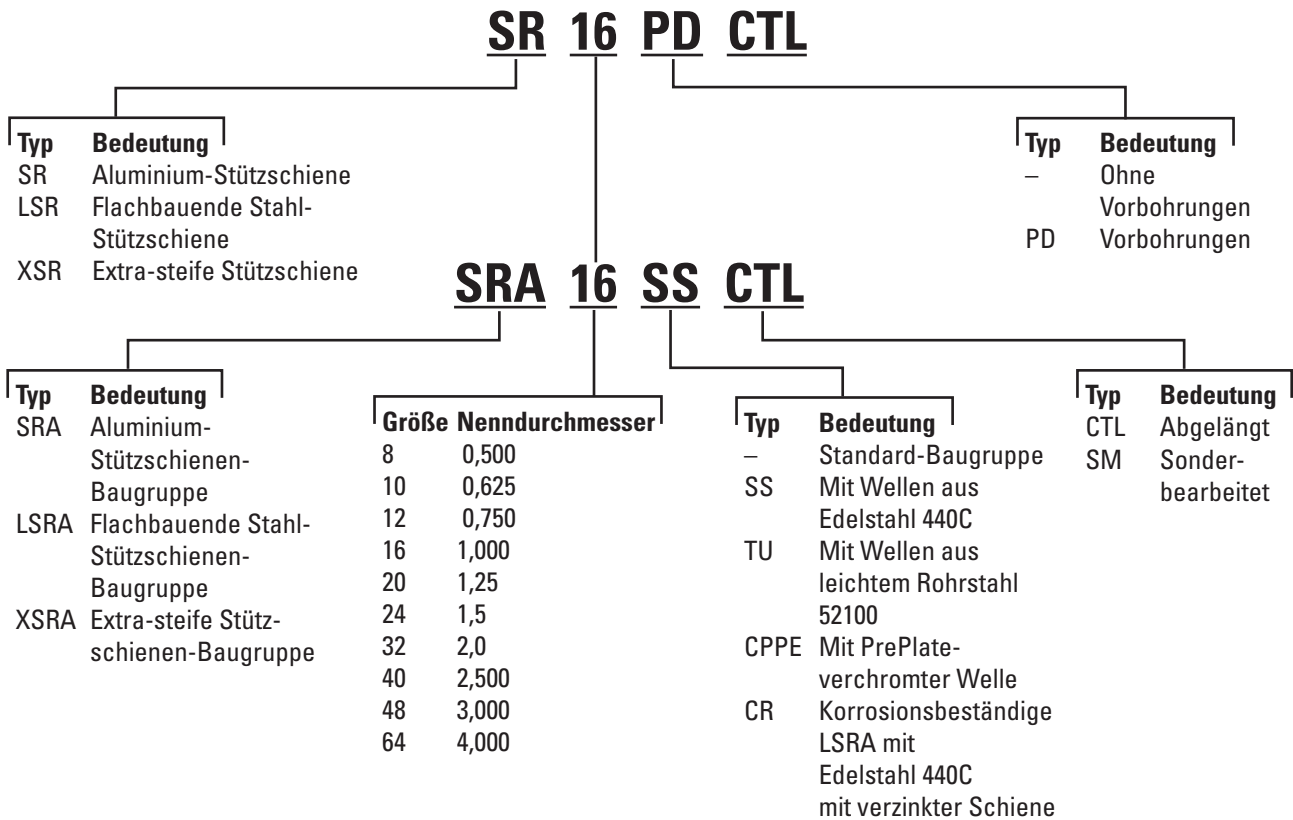 SR 16 PD CTL
Typ Bedeutung
SR Aluminium-Stützschiene
LSR Flachbauende Stahl-
Stützschiene
XSR Extra-steife Stützschiene
Typ Bedeutung
– Ohne
Vorbohrungen
PD Vorbohrungen
SRA 16 SS CTL
Typ Bedeutung
SRA Aluminium-
Stützschienen-
Baugruppe
LSRA Flachbauende Stahl-
Stützschienen-
Baugruppe
XSRA Extra-steife Stütz-
schienen-Baugruppe
Größe Nenndurchmesser
8 0,500
10 0,625
12 0,750
16 1,000
20 1,25
24 1,5
32 2,0
40 2,500
48 3,000
64 4,000
Typ Bedeutung
– Standard-Baugruppe
SS Mit Wellen aus
Edelstahl 440C
TU Mit Wellen aus
leichtem Rohrstahl
52100
CPPE Mit PrePlate-
verchromter Welle
CR Korrosionsbeständige
LSRA mit
Edelstahl 440C
mit verzinkter Schiene
Typ Bedeutung
CTL Abgelängt
SM Sonder-
bearbeitet